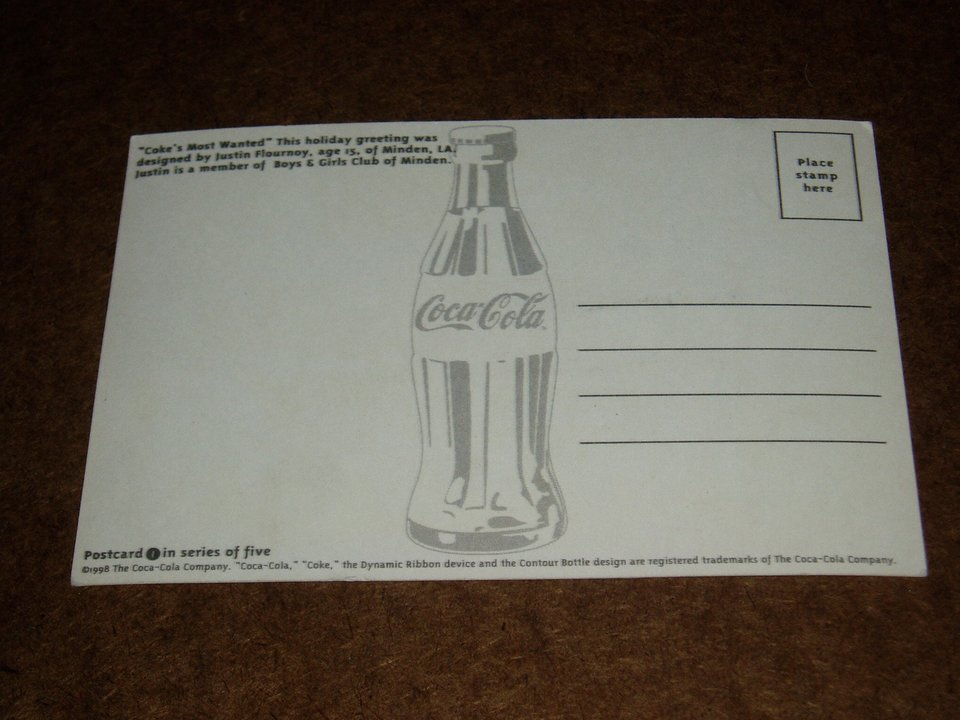 "Coke's Most Wanted" This holiday greeting was
designed by Justin Flournoy, age 15, of Minden, LA.
Justin is a member of Boys & Girls Club of Minden.
Place
stamp
here
Coca-Cola
Postcard 1 in series of five
©1998 The Coca-Cola Company. "Coca-Cola," "Coke," the Dynamic Ribbon device and the Contour Bottle design are registered trademarks of The Coca-Cola Company.